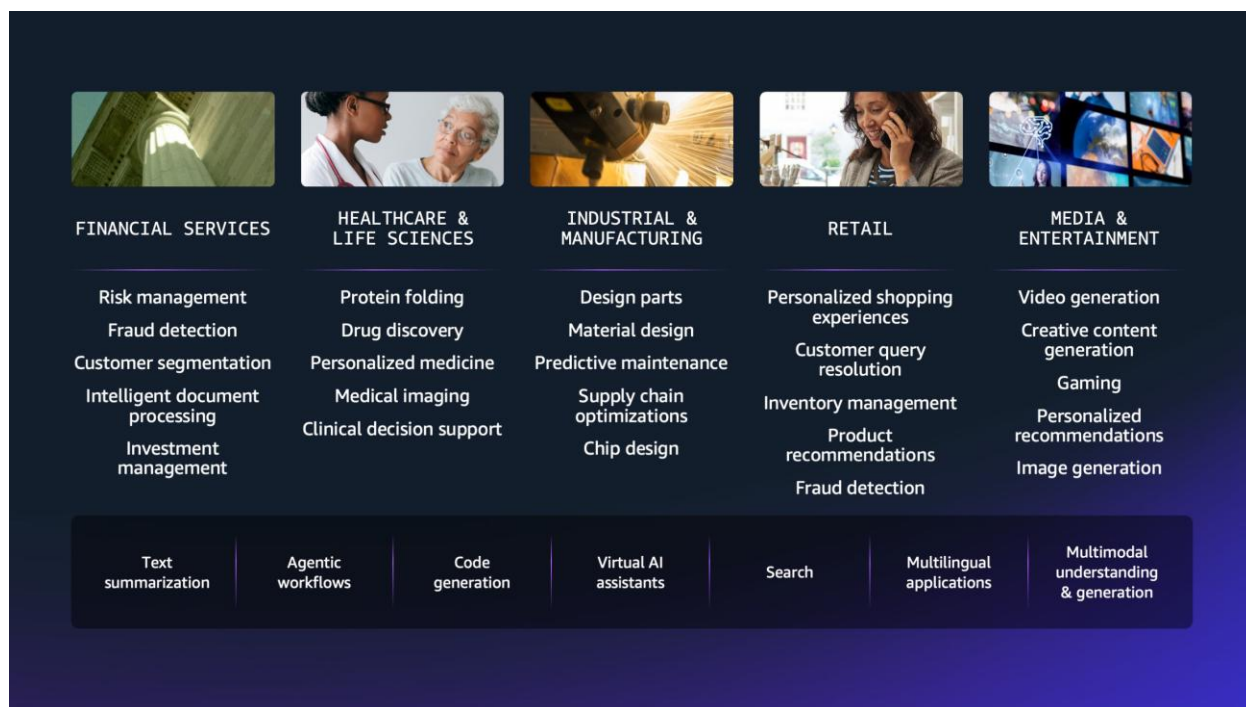 FINANCIAL SERVICES
Risk management
Fraud detection
Customer segmentation
Intelligent document
processing
Investment
management
HEALTHCARE &
LIFE SCIENCES
Protein folding
Drug discovery
Personalized medicine
Medical imaging
Clinical decision support
INDUSTRIAL &
MANUFACTURING
Design parts
Material design
Predictive maintenance
Supply chain
optimizations
Chip design
RETAIL
Personalized shopping
experiences
Customer query
resolution
Inventory management
Product
recommendations
Fraud detection
MEDIA &
ENTERTAINMENT
Video generation
Creative content
generation
Gaming
Personalized
recommendations
Image generation
Text
summarization
Agentic
workflows
Code
generation
Virtual AI
assistants
Search
Multilingual
applications
Multimodal
understanding
& generation